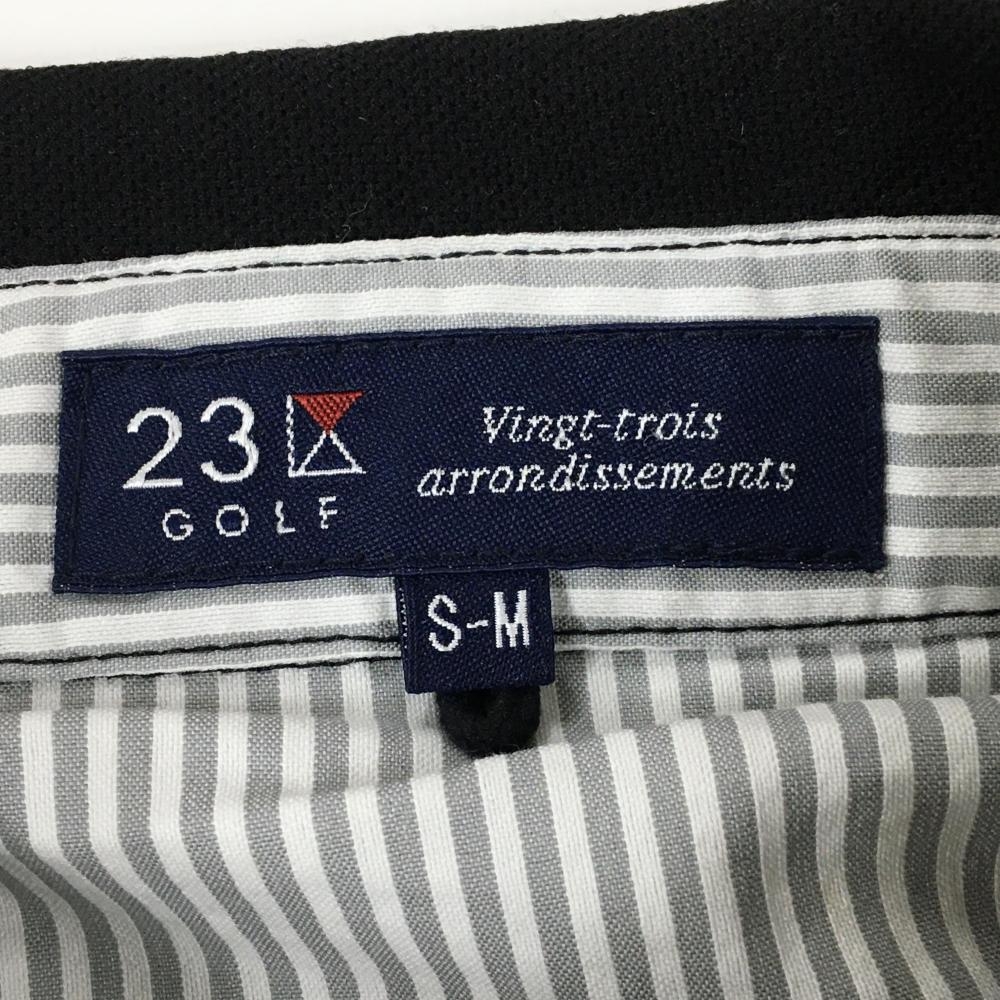 23
GOLF
Vingt-trois
arrondissements
S-M